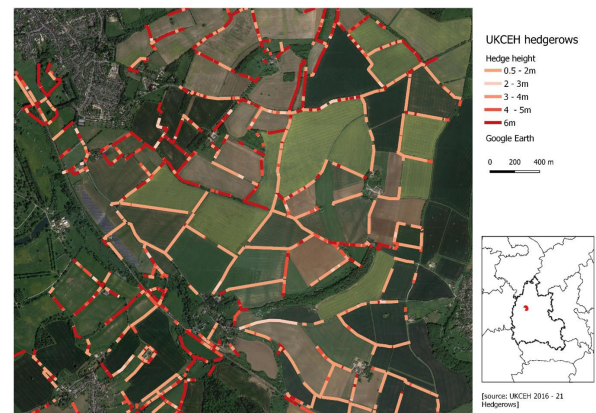 UKCEH hedgerows
Hedge height
0.5 - 2m
2 - 3m
3 - 4m
4 - 5m
6m
Google Earth
0 200 400 m
[source: UKCEH 2016 - 21
Hedgerows]